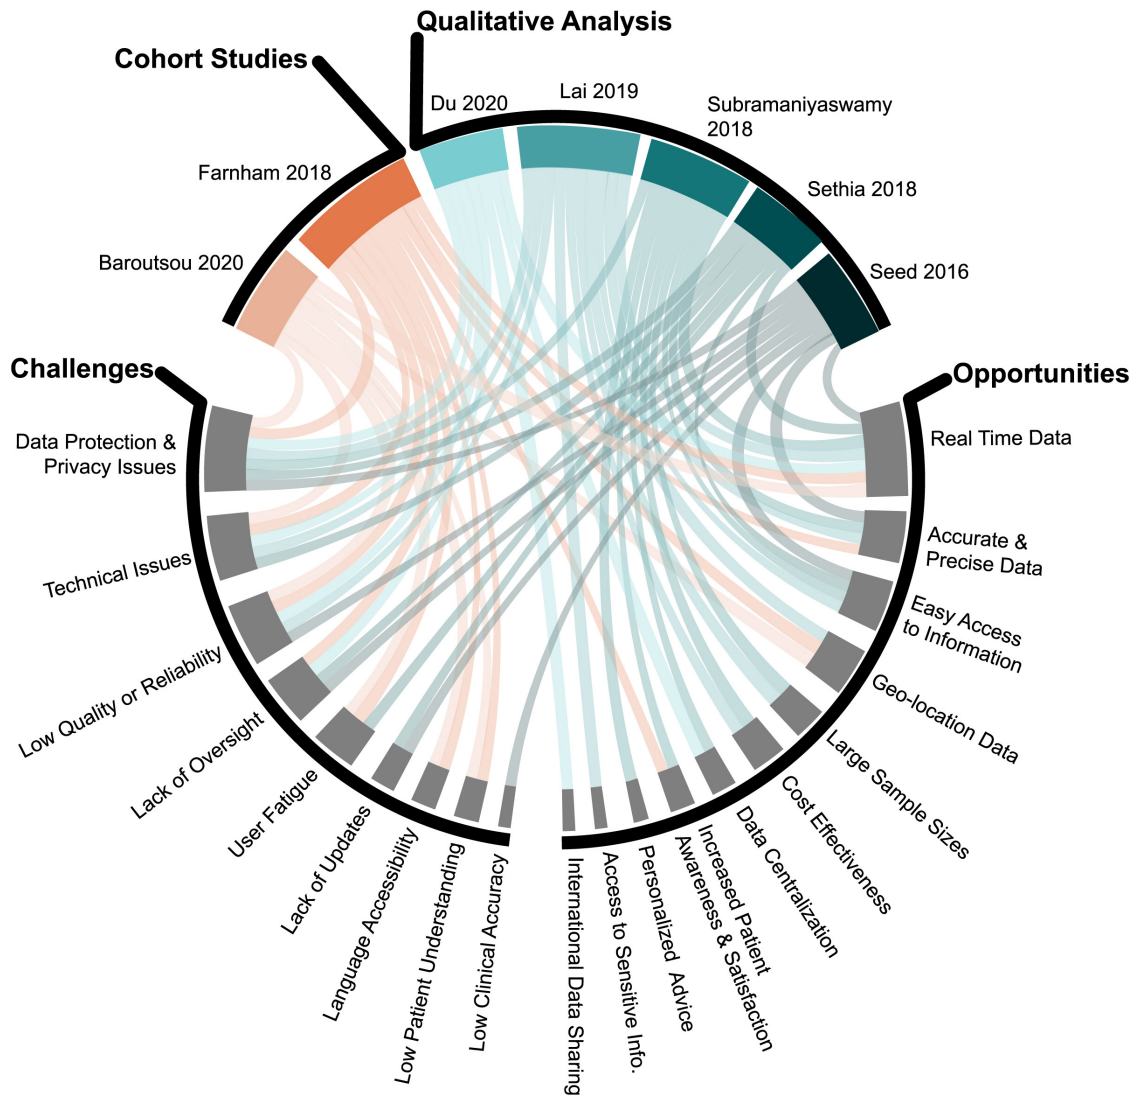 Qualitative Analysis
Cohort Studies
Du 2020
Lai 2019
Subramaniyaswamy
2018
Farnham 2018
Sethia 2018
Baroutsou 2020
Seed 2016
Challenges
Opportunities
Data Protection &
Privacy Issues
Technical Issues
Low Quality or Reliability
Lack of Oversight
User Fatigue
Lack of Updates
Language Accessibility
Low Patient Understanding
Low Clinical Accuracy
Real Time Data
Accurate &
Precise Data
Easy Access
to Information
Geo-location Data
Large Sample Sizes
Cost Effectiveness
Data Centralization
Increased Patient
Awareness & Satisfaction
Personalized Advice
Access to Sensitive Info.
International Data Sharing